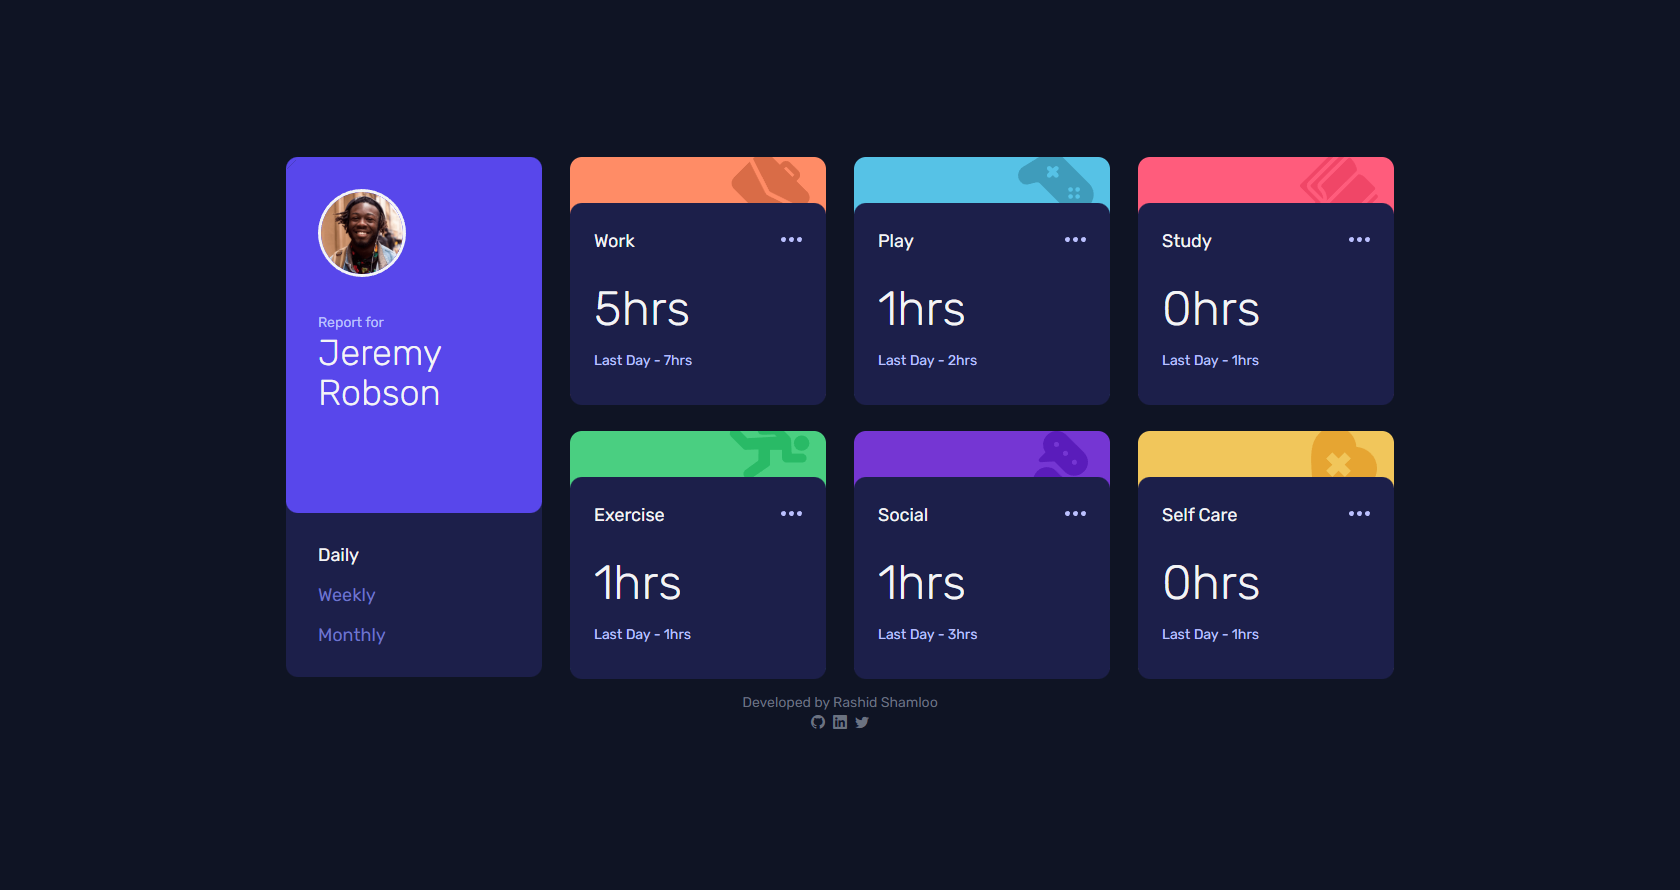 Report for
Jeremy
Robson
Daily
Weekly
Monthly
Work
5hrs
Last Day - 7hrs
Play
1hrs
Last Day - 2hrs
Study
0hrs
Last Day - 1hrs
Exercise
1hrs
Last Day - 1hrs
Social
1hrs
Last Day - 3hrs
Self Care
0hrs
Last Day - 1hrs
Developed by Rashid Shamloo